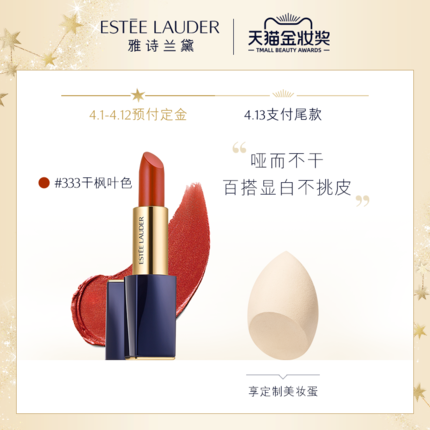 ESTĒE LAUDER
雅诗兰黛
天猫金妆奖
TMALL BEAUTY AWARDS
4.1-4.12预付定金
4.13支付尾款
#333干枫叶色
“哑而不干
百搭显白不挑皮”
ESTĒE LAUDER
享定制美妆蛋